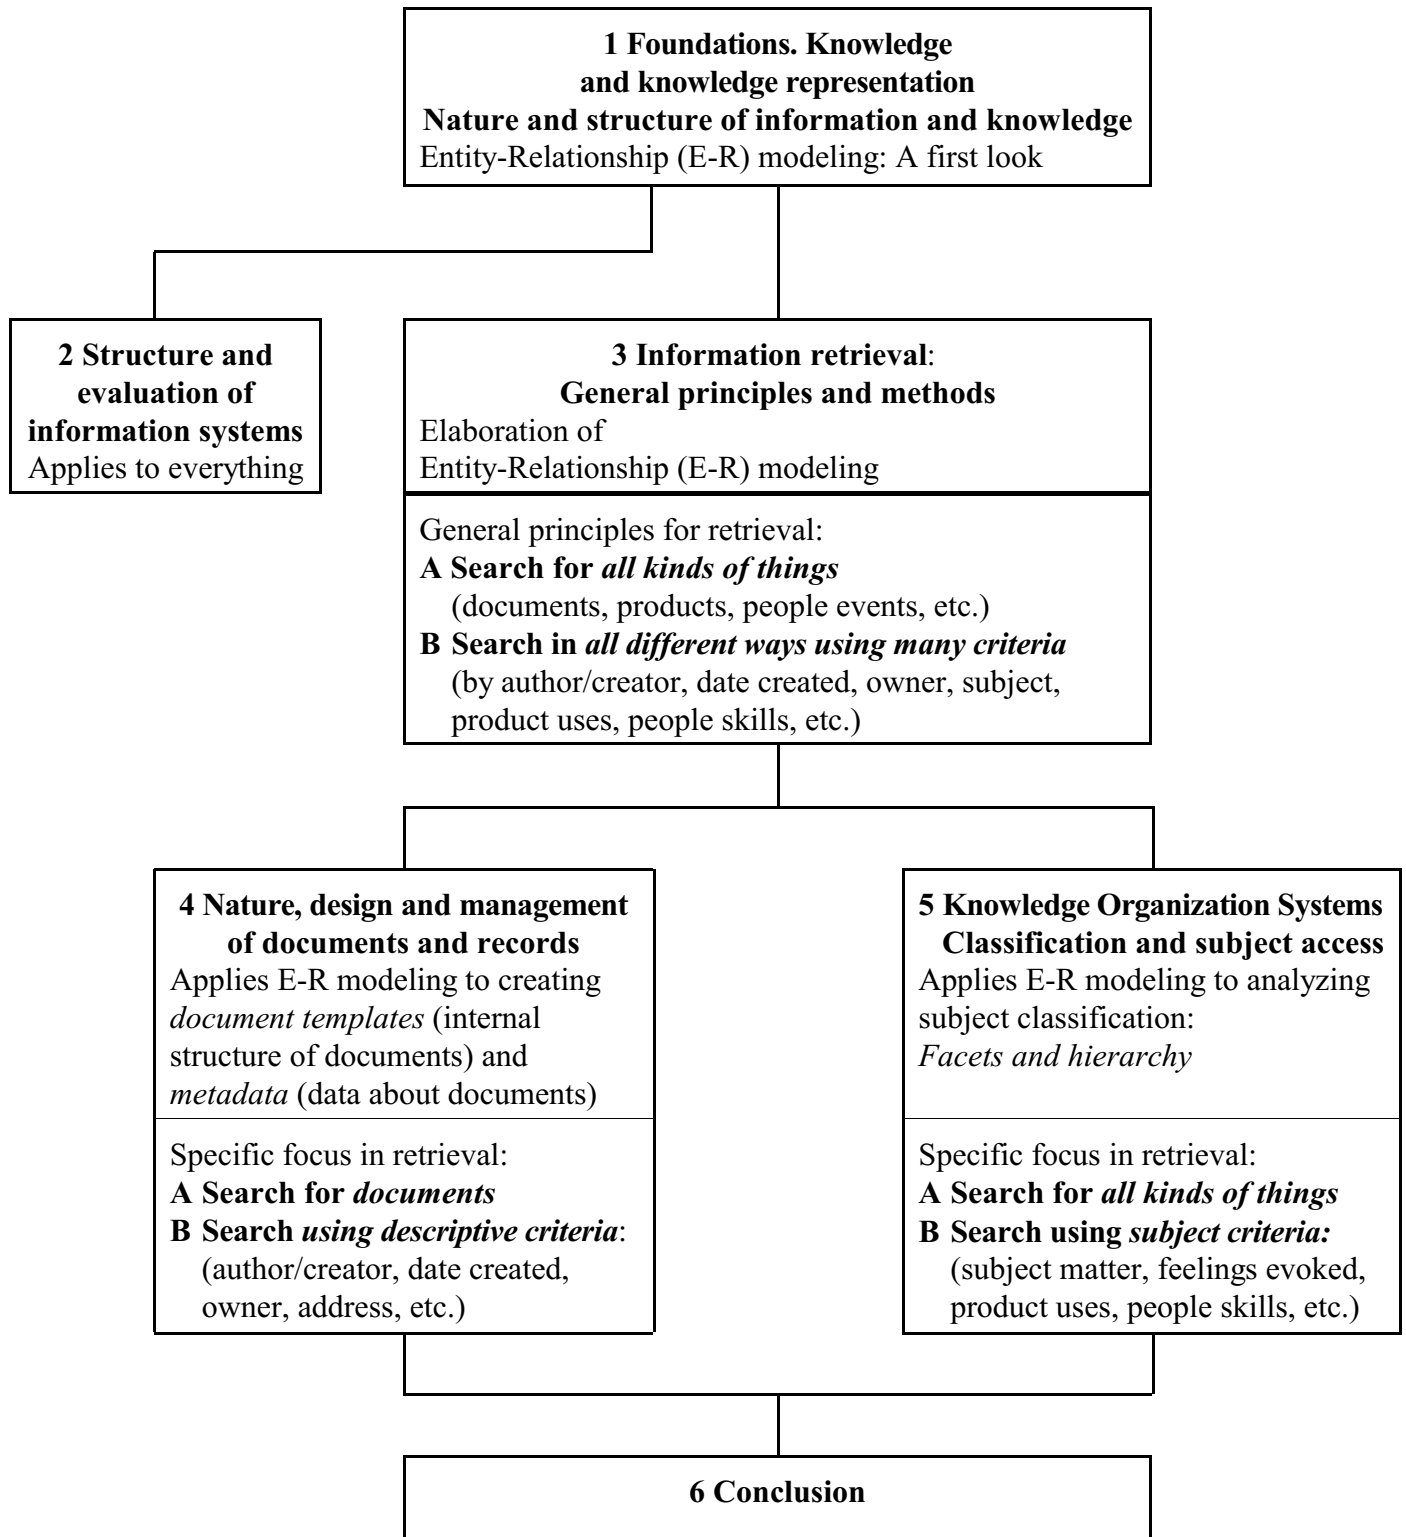 1 Foundations. Knowledge
and knowledge representation
Nature and structure of information and knowledge
Entity-Relationship (E-R) modeling: A first look
2 Structure and
evaluation of
information systems
Applies to everything
3 Information retrieval:
General principles and methods
Elaboration of
Entity-Relationship (E-R) modeling
General principles for retrieval:
A Search for all kinds of things
(documents, products, people events, etc.)
B Search in all different ways using many criteria
(by author/creator, date created, owner, subject,
product uses, people skills, etc.)
4 Nature, design and management
of documents and records
Applies E-R modeling to creating
document templates (internal
structure of documents) and
metadata (data about documents)
Specific focus in retrieval:
A Search for documents
B Search using descriptive criteria:
(author/creator, date created,
owner, address, etc.)
5 Knowledge Organization Systems
Classification and subject access
Applies E-R modeling to analyzing
subject classification:
Facets and hierarchy
Specific focus in retrieval:
A Search for all kinds of things
B Search using subject criteria:
(subject matter, feelings evoked,
product uses, people skills, etc.)
6 Conclusion